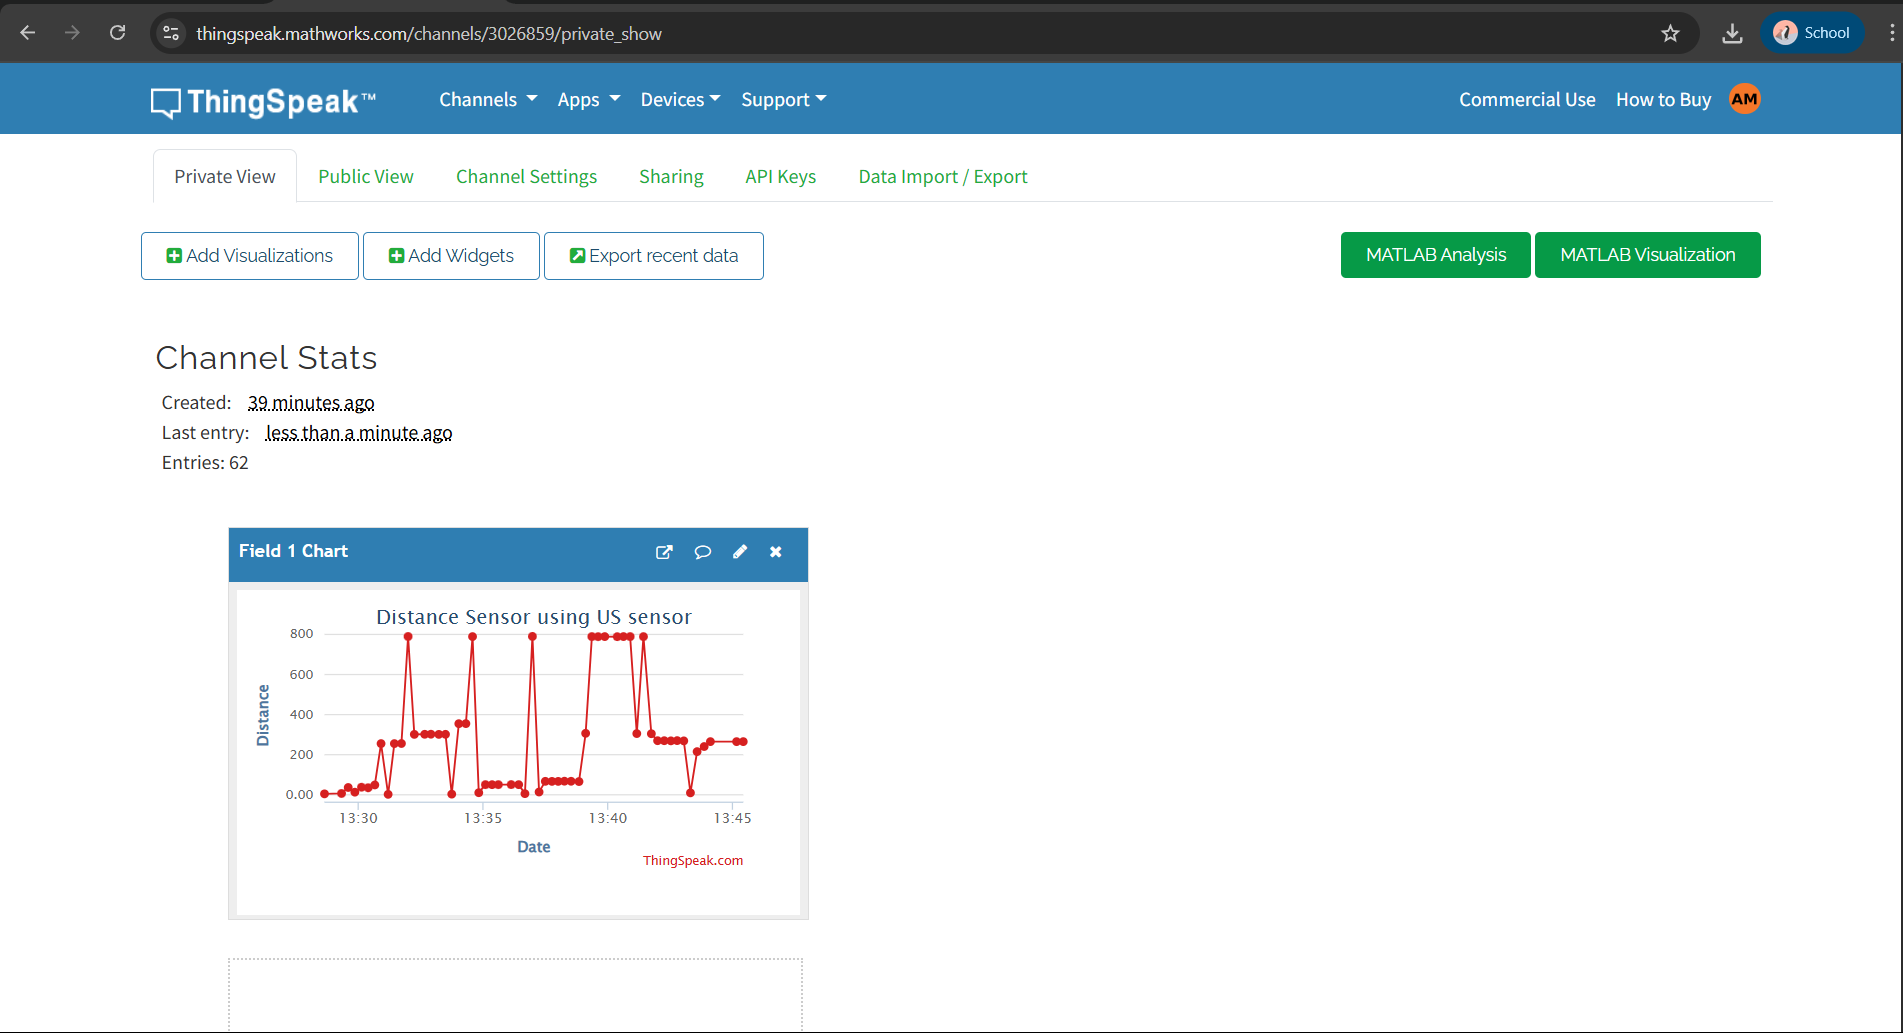 thingspeak.mathworks.com/channels/3026859/private_show
School
ThingSpeak™
Channels Apps Devices Support
Commercial Use How to Buy AM
Private View Public View Channel Settings Sharing API Keys Data Import / Export
Add Visualizations Add Widgets Export recent data
MATLAB Analysis MATLAB Visualization
Channel Stats
Created: 39 minutes ago
Last entry: less than a minute ago
Entries: 62
Field 1 Chart
Distance Sensor using US sensor
Distance
800
600
400
200
0.00
13:30 13:35 13:40 13:45
Date
ThingSpeak.com